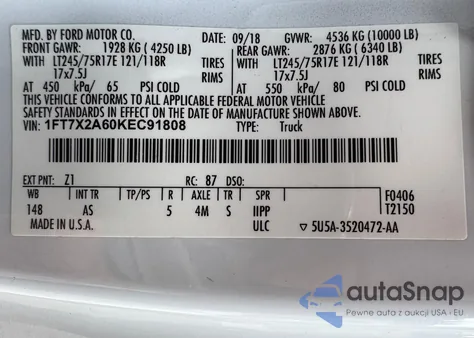 MFD. BY FORD MOTOR CO. 09/18 GVWR: 4536 KG (10000 LB)
FRONT GAWR: 1928 KG (4250 LB) REAR GAWR: 2876 KG (6340 LB)
WITH LT245/75R17E 121/118R TIRES WITH LT245/75R17E 121/118R TIRES
17x7.5J RIMS 17x7.5J RIMS
AT 450 kPa/ 65 PSI COLD AT 550 kPa/ 80 PSI COLD
THIS VEHICLE CONFORMS TO ALL APPLICABLE FEDERAL MOTOR VEHICLE
SAFETY STANDARDS IN EFFECT ON THE DATE OF MANUFACTURE SHOWN ABOVE.
VIN: 1FT7X2A60KEC91808 TYPE: Truck
EXT PNT: Z1 RC: 87 DSO:
WB INT TR TP/PS R AXLE TR SPR F0406
148 AS 5 4M S IIPP T2150
MADE IN U.S.A. ULC ▽ 5U5A-3520472-AA
autoSnap
Pewne auta z aukcji USA - EU